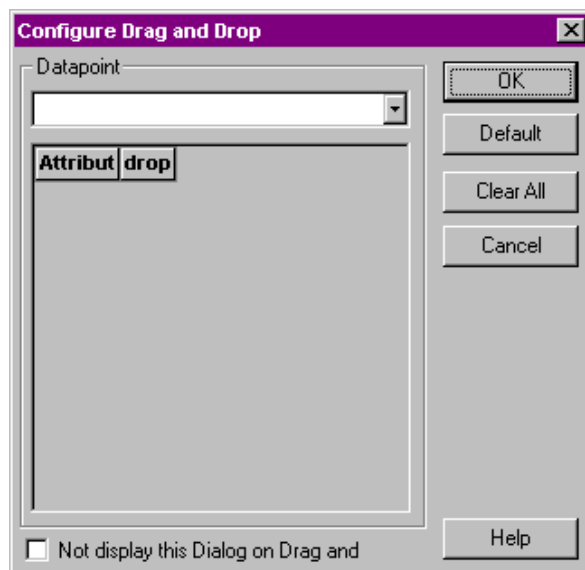 Configure Drag and Drop
Datapoint
OK
Default
Attribut drop
Clear All
Cancel
Not display this Dialog on Drag and
Help